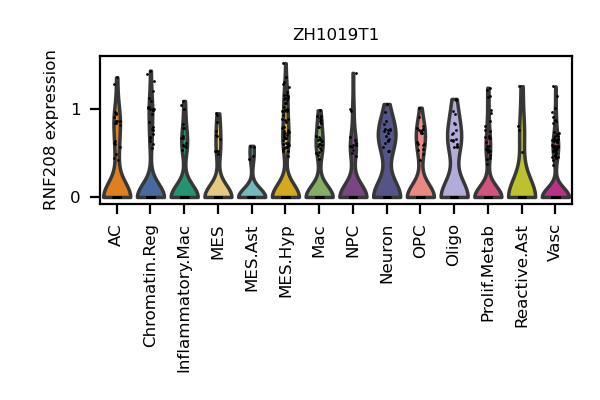 ZH1019T1
RNF208 expression
1
0
AC
Chromatin.Reg
Inflammatory.Mac
MES
MES.Ast
MES.Hyp
Mac
NPC
Neuron
OPC
Oligo
Prolif.Metab
Reactive.Ast
Vasc